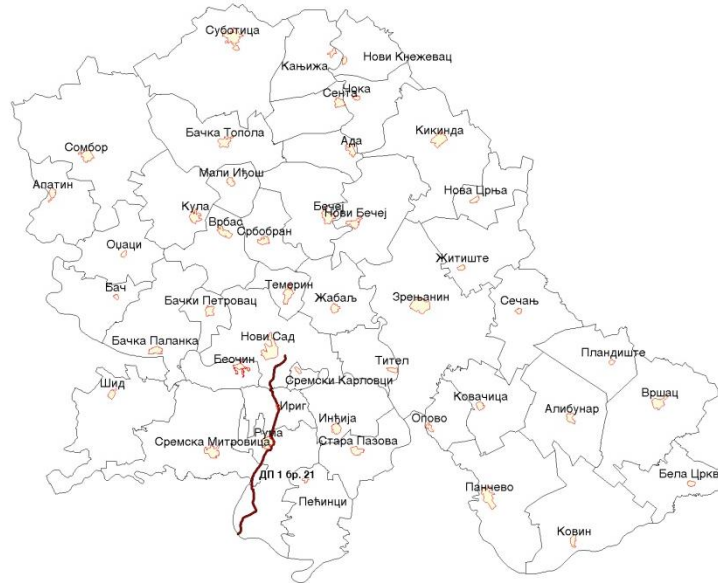 Суботица
Кањижа
Нови Кнежевац
Чока
Сента
Бачка Топола
Ада
Кикинда
Сомбор
Мали Иђош
Апатин
Нова Црња
Кула
Бечеј
Нови Бечеј
Врбас
Србобран
Оџаци
Житиште
Бач
Темерин
Бачки Петровац
Жабаљ
Зрењанин
Сечањ
Нови Сад
Бачка Паланка
Беочин
Тител
Пландиште
Сремски Карловци
Шид
Ириг
Ковачица
Вршац
Инђија
Опово
Алибунар
Рума
Сремска Митровица
Стара Пазова
ДП 1 бр. 21
Панчево
Бела Црква
Пећинци
Ковин